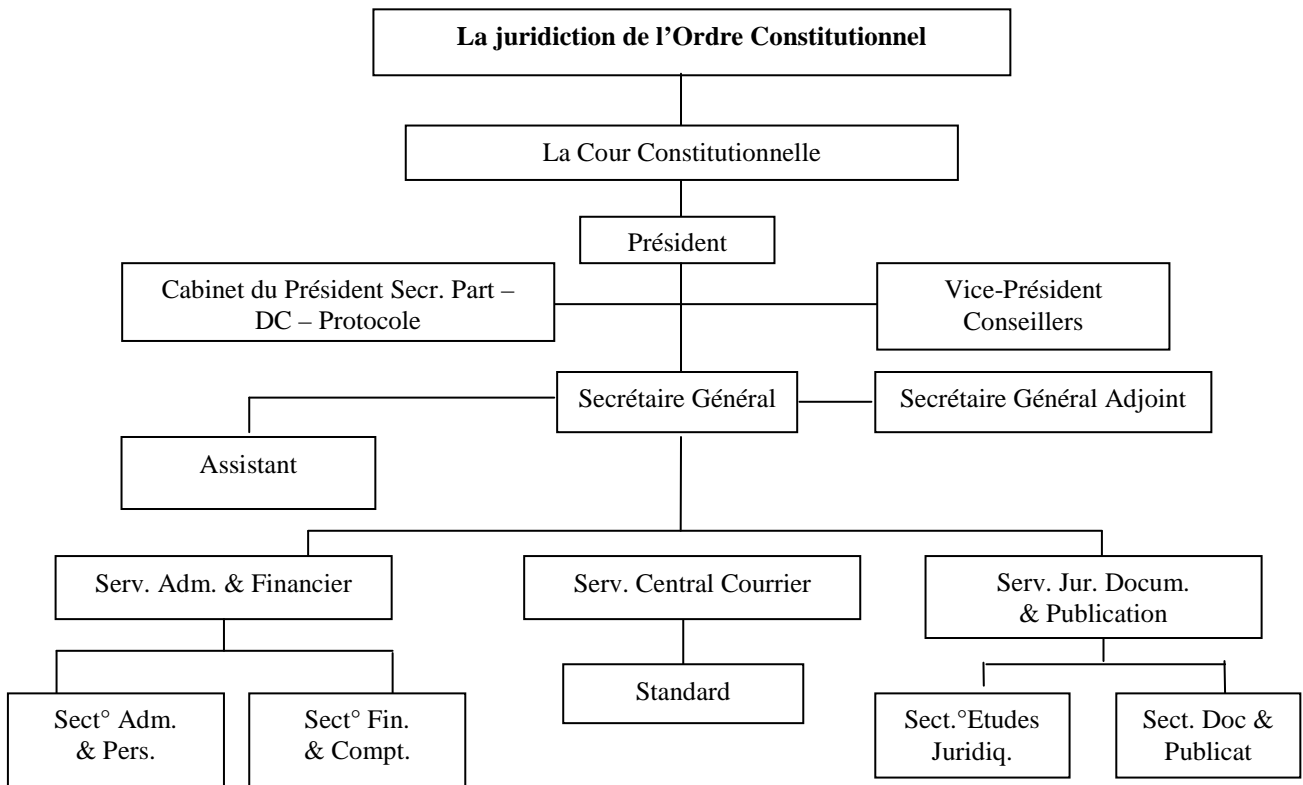 La juridiction de l’Ordre Constitutionnel
La Cour Constitutionnelle
Président
Cabinet du Président Secr. Part –
DC – Protocole
Vice-Président
Conseillers
Secrétaire Général
Secrétaire Général Adjoint
Assistant
Serv. Adm. & Financier
Serv. Central Courrier
Serv. Jur. Docum.
& Publication
Sect° Adm.
& Pers.
Sect° Fin.
& Compt.
Standard
Sect.°Etudes
Juridiq.
Sect. Doc &
Publicat